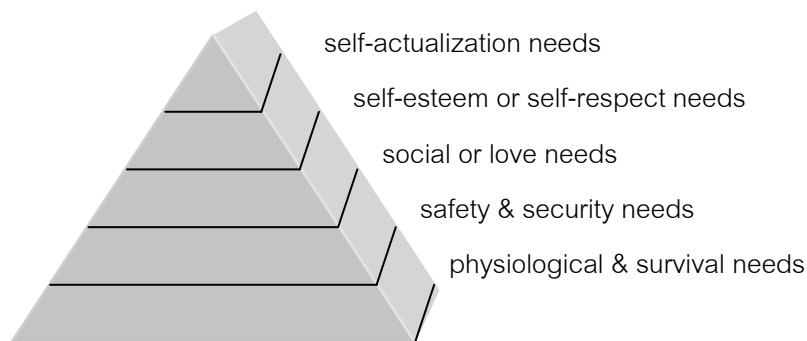 self-actualization needs
self-esteem or self-respect needs
social or love needs
safety & security needs
physiological & survival needs